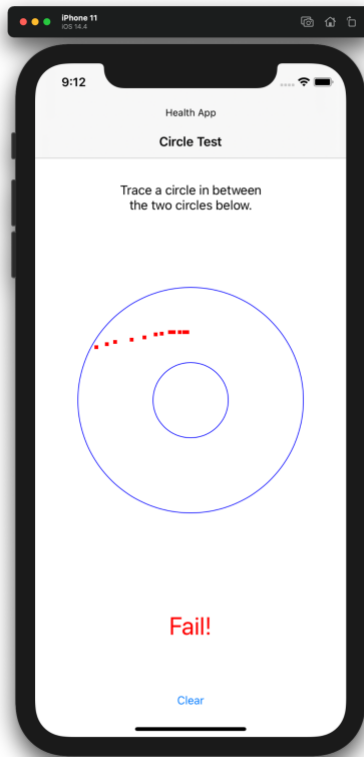 iPhone 11
iOS 14.4
9:12
Health App
Circle Test
Trace a circle in between
the two circles below.
Fail!
Clear